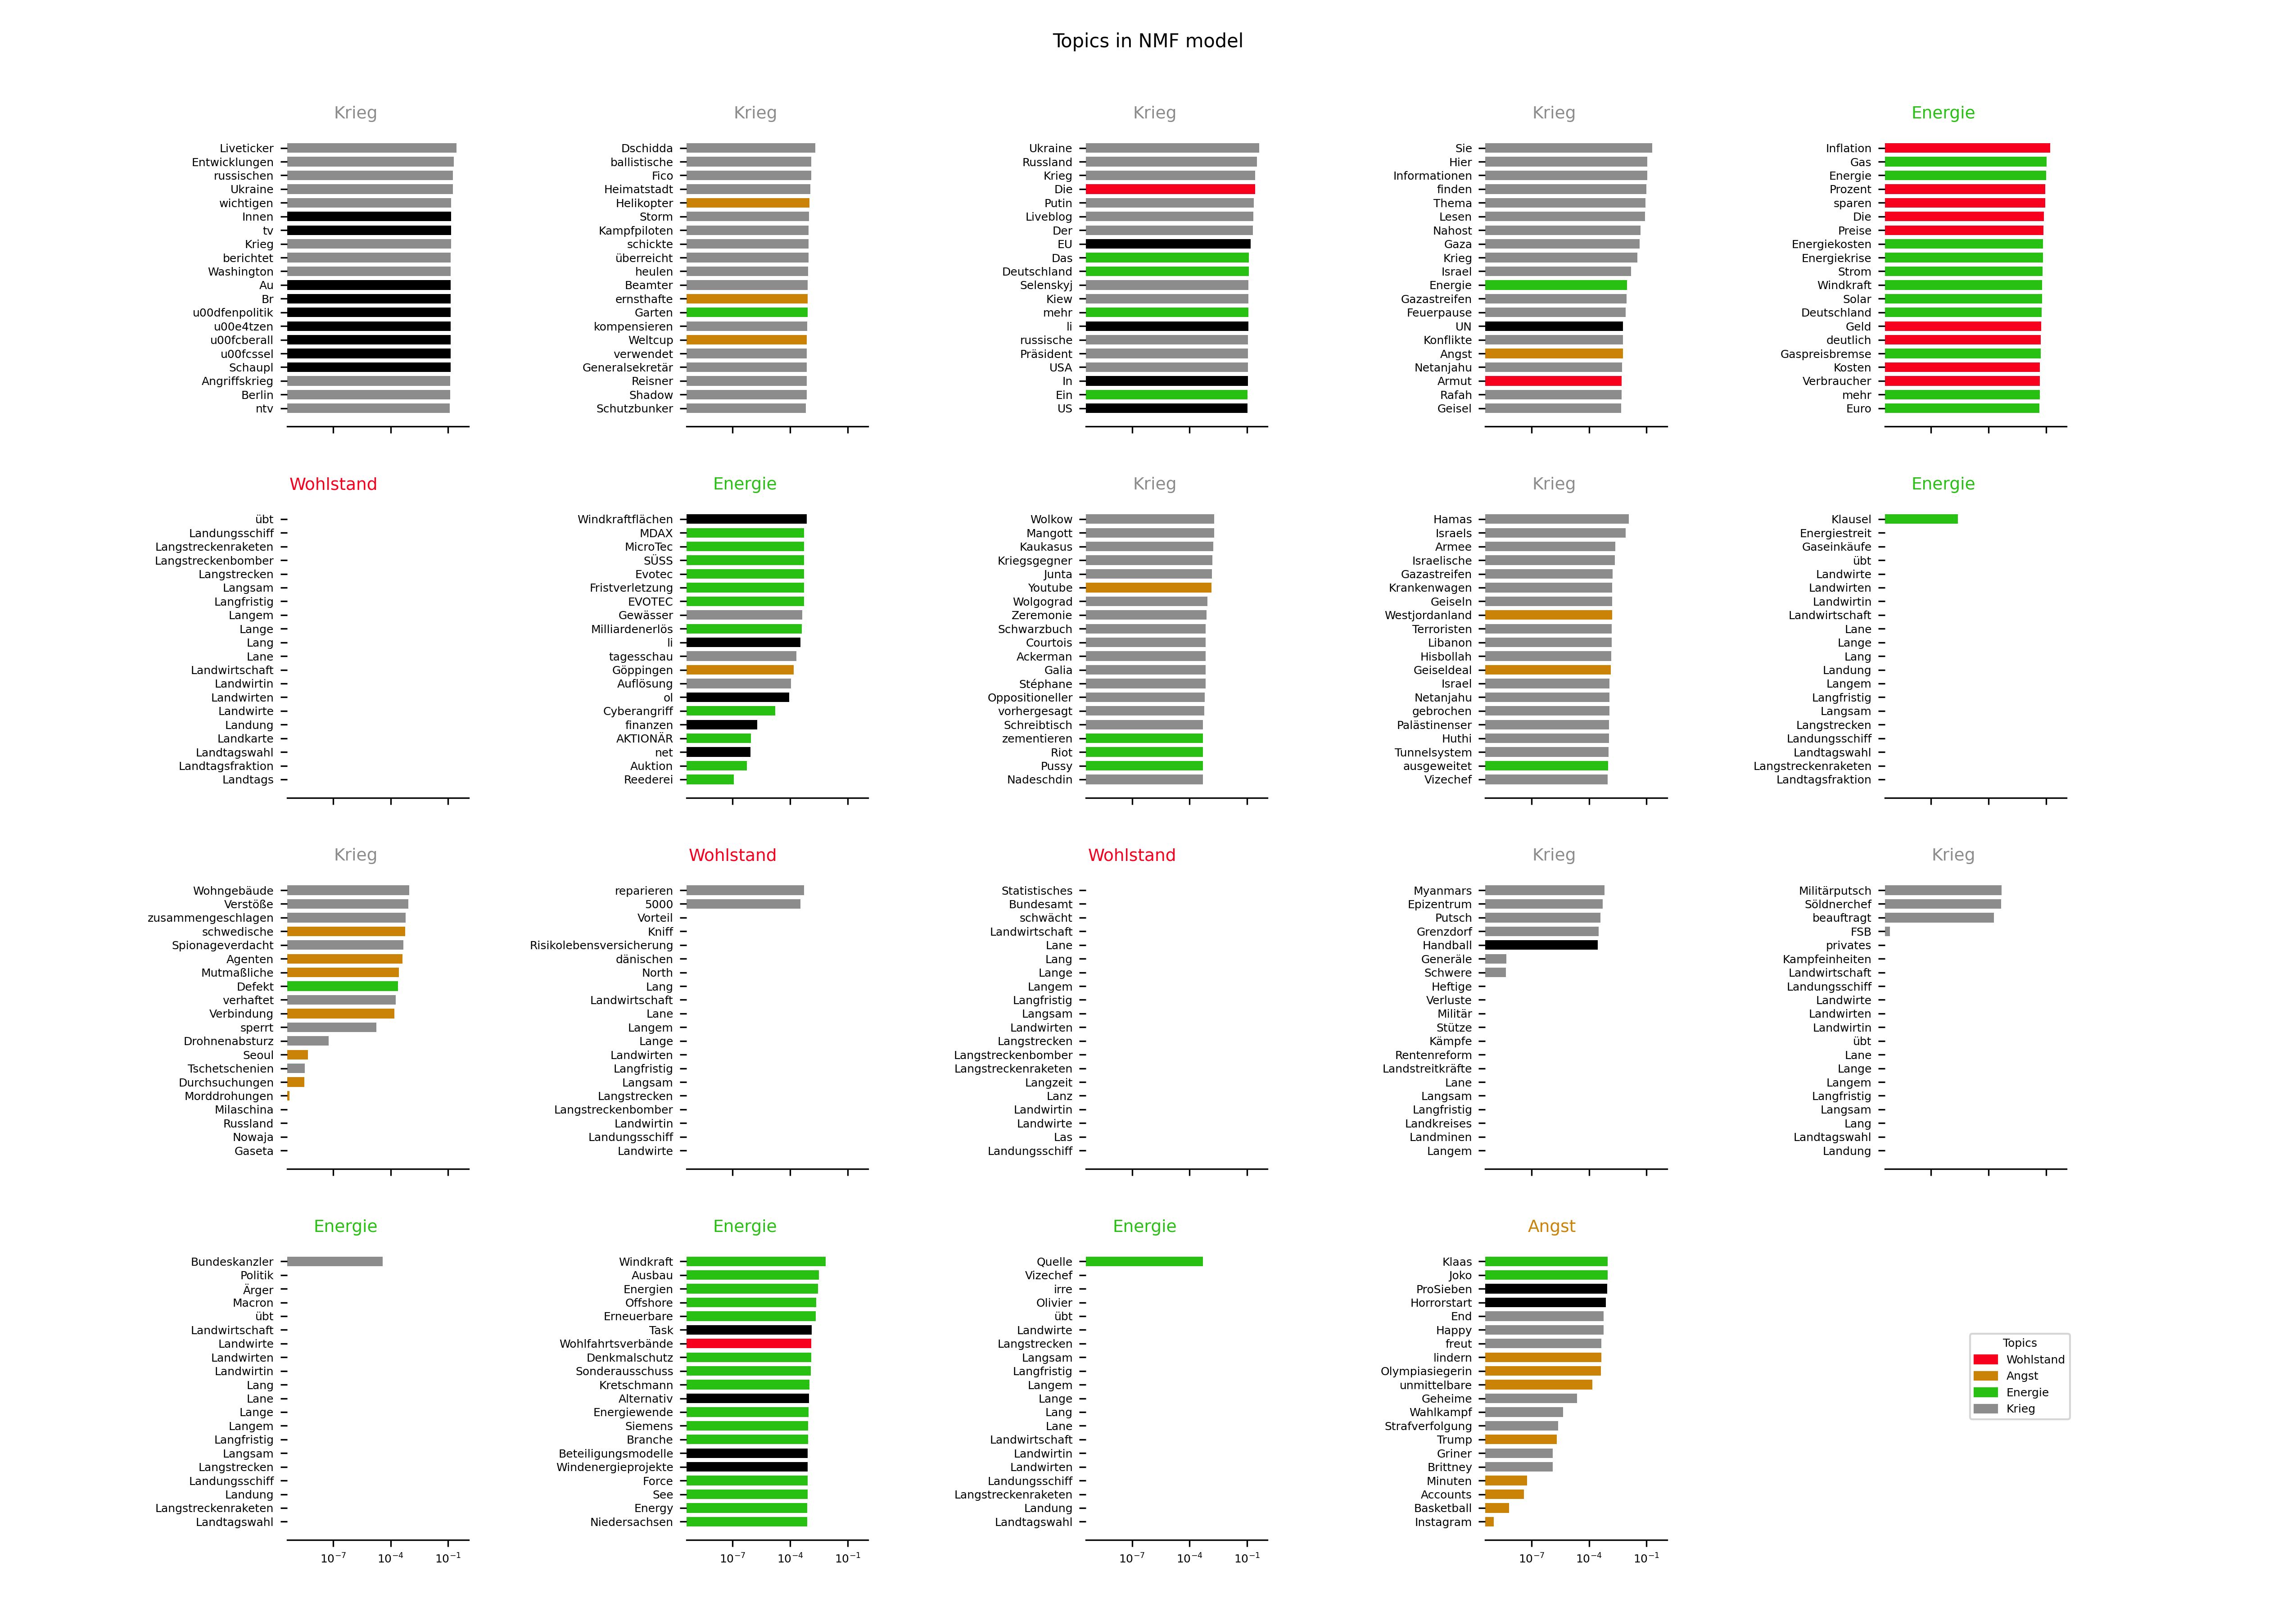 Topics in NMF model
Krieg
Liveticker
Entwicklungen
russischen
Ukraine
wichtigen
Innen
tv
Krieg
berichtet
Washington
Au
Br
u00dfenpolitik
u00e4tzen
u00fcberall
u00fcssel
Schaupl
Angriffskrieg
Berlin
ntv
Krieg
Dschidda
ballistische
Fico
Heimatstadt
Helikopter
Storm
Kampfpiloten
schickte
überreicht
heulen
Beamter
ernsthafte
Garten
kompensieren
Weltcup
verwendet
Generalsekretär
Reisner
Shadow
Schutzbunker
Krieg
Ukraine
Russland
Krieg
Die
Putin
Liveblog
Der
EU
Das
Deutschland
Selenskyj
Kiew
mehr
li
russische
Präsident
USA
In
Ein
US
Krieg
Sie
Hier
Informationen
finden
Thema
Lesen
Nahost
Gaza
Krieg
Israel
Energie
Gazastreifen
Feuerpause
UN
Konflikte
Angst
Netanjahu
Armut
Rafah
Geisel
Energie
Inflation
Gas
Energie
Prozent
sparen
Die
Preise
Energiekosten
Energiekrise
Strom
Windkraft
Solar
Deutschland
Geld
deutlich
Gaspreisbremse
Kosten
Verbraucher
mehr
Euro
Wohlstand
übt
Landungsschiff
Langstreckenraketen
Langstreckenbomber
Langstrecken
Langsam
Langfristig
Langem
Lange
Lang
Lane
Landwirtschaft
Landwirtin
Landwirten
Landwirte
Landung
Landkarte
Landtagswahl
Landtagsfraktion
Landtags
Energie
Windkraftflächen
MDAX
MicroTec
SÜSS
Evotec
Fristverletzung
EVOTEC
Gewässer
Milliardenerlös
li
tagesschau
Göppingen
Auflösung
ol
Cyberangriff
finanzen
AKTIONÄR
net
Auktion
Reederei
Krieg
Wolkow
Mangott
Kaukasus
Kriegsgegner
Junta
Youtube
Wolgograd
Zeremonie
Schwarzbuch
Courtois
Ackerman
Galia
Stéphane
Oppositioneller
vorhergesagt
Schreibtisch
zementieren
Riot
Pussy
Nadeschdin
Krieg
Hamas
Israels
Armee
Israelische
Gazastreifen
Krankenwagen
Geiseln
Westjordanland
Terroristen
Libanon
Hisbollah
Geiseldeal
Israel
Netanjahu
gebrochen
Palästinenser
Huthi
Tunnelsystem
ausgeweitet
Vizechef
Energie
Klausel
Energiestreit
Gaseinkäufe
übt
Landwirte
Landwirten
Landwirtin
Landwirtschaft
Lane
Lange
Lang
Landung
Langem
Langfristig
Langsam
Langstrecken
Landungsschiff
Landtagswahl
Langstreckenraketen
Landtagsfraktion
Krieg
Wohngebäude
Verstöße
zusammengeschlagen
schwedische
Spionageverdacht
Agenten
Mutmaßliche
Defekt
verhaftet
Verbindung
sperrt
Drohnenabsturz
Seoul
Tschetschenien
Durchsuchungen
Morddrohungen
Milaschina
Russland
Nowaja
Gaseta
Wohlstand
reparieren
5000
Vorteil
Kniff
Risikolebensversicherung
dänischen
North
Lang
Landwirtschaft
Lane
Langem
Lange
Landwirten
Langfristig
Langsam
Langstrecken
Langstreckenbomber
Landwirtin
Landungsschiff
Landwirte
Wohlstand
Statistisches
Bundesamt
schwächt
Landwirtschaft
Lane
Lang
Lange
Langem
Langfristig
Langsam
Landwirten
Langstrecken
Langstreckenbomber
Langstreckenraketen
Langzeit
Lanz
Landwirtin
Landwirte
Las
Landungsschiff
Krieg
Myanmars
Epizentrum
Putsch
Grenzdorf
Handball
Generäle
Schwere
Heftige
Verluste
Militär
Stütze
Kämpfe
Rentenreform
Landstreitkräfte
Lane
Langsam
Langfristig
Landkreises
Landminen
Langem
Krieg
Militärputsch
Söldnerchef
beauftragt
FSB
privates
Kampfeinheiten
Landwirtschaft
Landungsschiff
Landwirte
Landwirten
Landwirtin
übt
Lane
Lange
Langem
Langfristig
Langsam
Lang
Landtagswahl
Landung
Energie
Bundeskanzler
Politik
Ärger
Macron
übt
Landwirtschaft
Landwirte
Landwirten
Landwirtin
Lang
Lane
Lange
Langem
Langfristig
Langsam
Langstrecken
Landungsschiff
Landung
Langstreckenraketen
Landtagswahl
10⁻⁷ 10⁻⁴ 10⁻¹
Energie
Windkraft
Ausbau
Energien
Offshore
Erneuerbare
Task
Wohlfahrtsverbände
Denkmalschutz
Sonderausschuss
Kretschmann
Alternativ
Energiewende
Siemens
Branche
Beteiligungsmodelle
Windenergieprojekte
Force
See
Energy
Niedersachsen
10⁻⁷ 10⁻⁴ 10⁻¹
Energie
Quelle
Vizechef
irre
Olivier
übt
Landwirte
Langstrecken
Langsam
Langfristig
Langem
Lange
Lang
Lane
Landwirtschaft
Landwirtin
Landwirten
Landungsschiff
Langstreckenraketen
Landung
Landtagswahl
10⁻⁷ 10⁻⁴ 10⁻¹
Angst
Klaas
Joko
ProSieben
Horrorstart
End
Happy
freut
lindern
Olympiasiegerin
unmittelbare
Geheime
Wahlkampf
Strafverfolgung
Trump
Griner
Brittney
Minuten
Accounts
Basketball
Instagram
10⁻⁷ 10⁻⁴ 10⁻¹
Topics
Wohlstand
Angst
Energie
Krieg